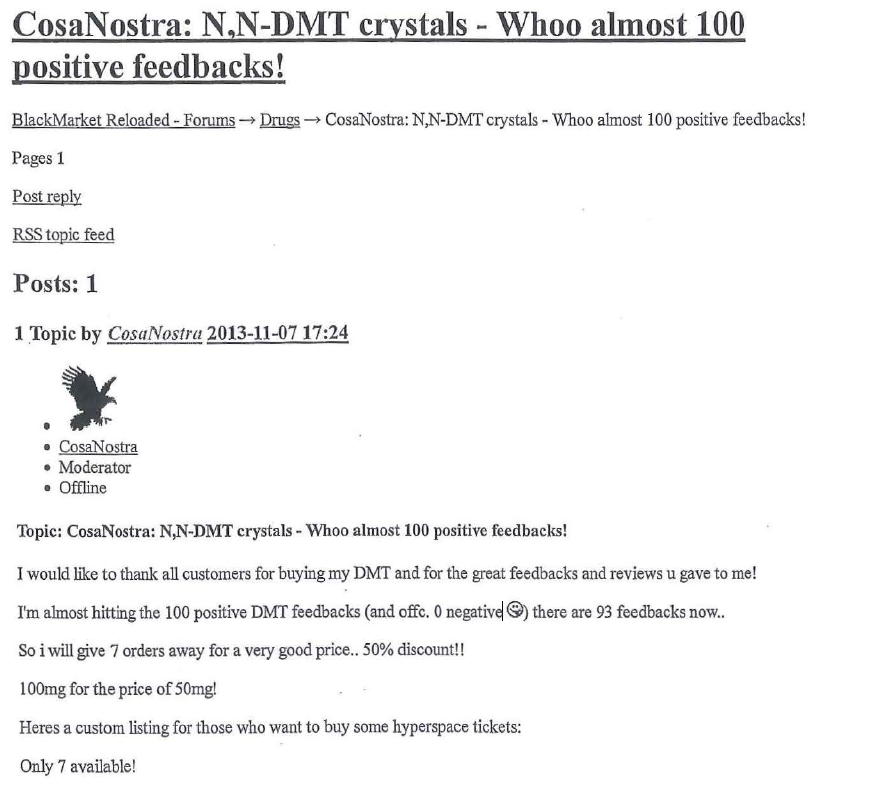 CosaNostra: N,N-DMT crystals - Whoo almost 100
positive feedbacks!
BlackMarket Reloaded - Forums → Drugs → CosaNostra: N,N-DMT crystals - Whoo almost 100 positive feedbacks!
Pages 1
Post reply
RSS topic feed
Posts: 1
1 Topic by CosaNostra 2013-11-07 17:24
CosaNostra
Moderator
Offline
Topic: CosaNostra: N,N-DMT crystals - Whoo almost 100 positive feedbacks!
I would like to thank all customers for buying my DMT and for the great feedbacks and reviews u gave to me!
I'm almost hitting the 100 positive DMT feedbacks (and offc. 0 negative 😀) there are 93 feedbacks now..
So i will give 7 orders away for a very good price.. 50% discount!!
100mg for the price of 50mg!
Heres a custom listing for those who want to buy some hyperspace tickets:
Only 7 available!